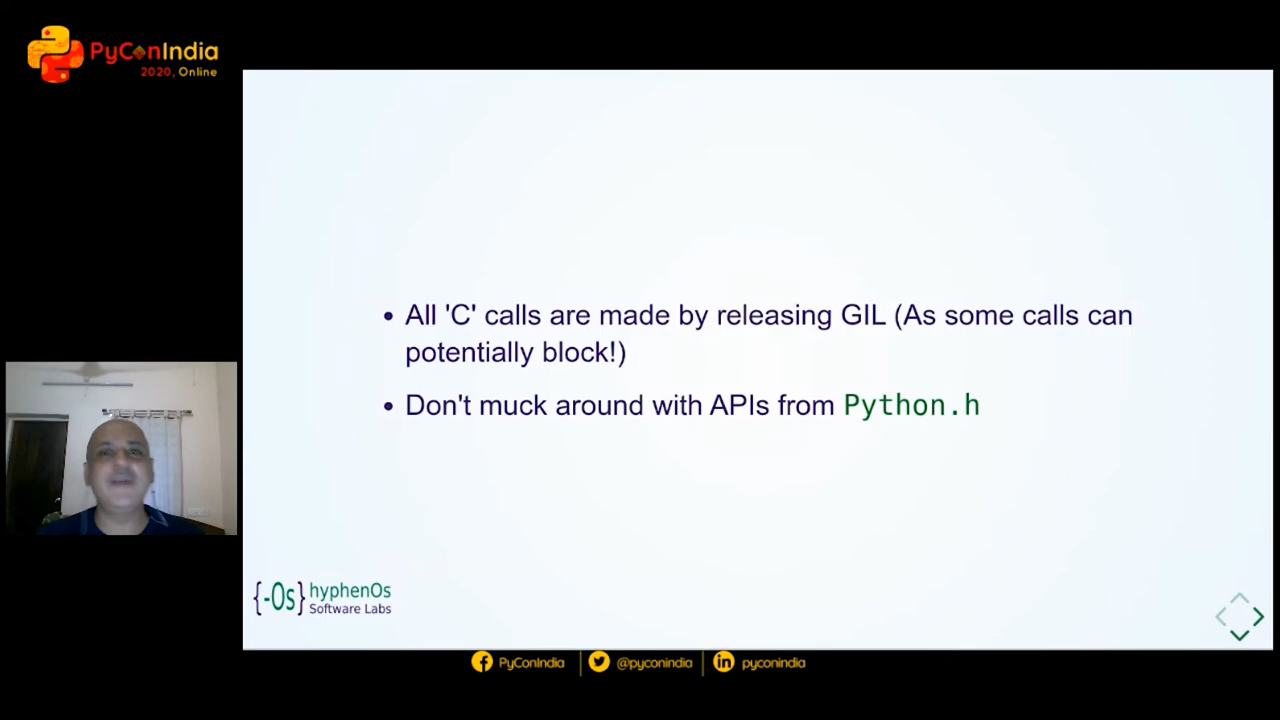 PyConIndia
2020, Online
• All 'C' calls are made by releasing GIL (As some calls can
potentially block!)
• Don't muck around with APIs from Python.h
{-Os} hyphenOs
Software Labs
PyConIndia
@pyconindia
pyconindia